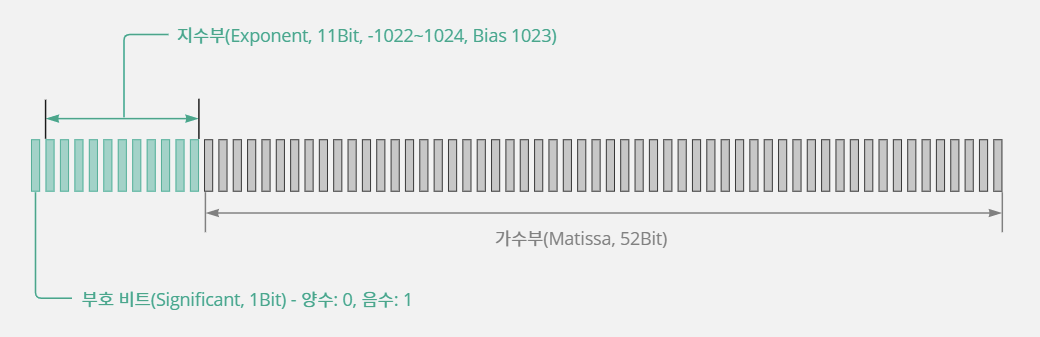 지수부(Exponent, 11Bit, -1022~1024, Bias 1023)
가수부(Matissa, 52Bit)
부호 비트(Significant, 1Bit) - 양수: 0, 음수: 1